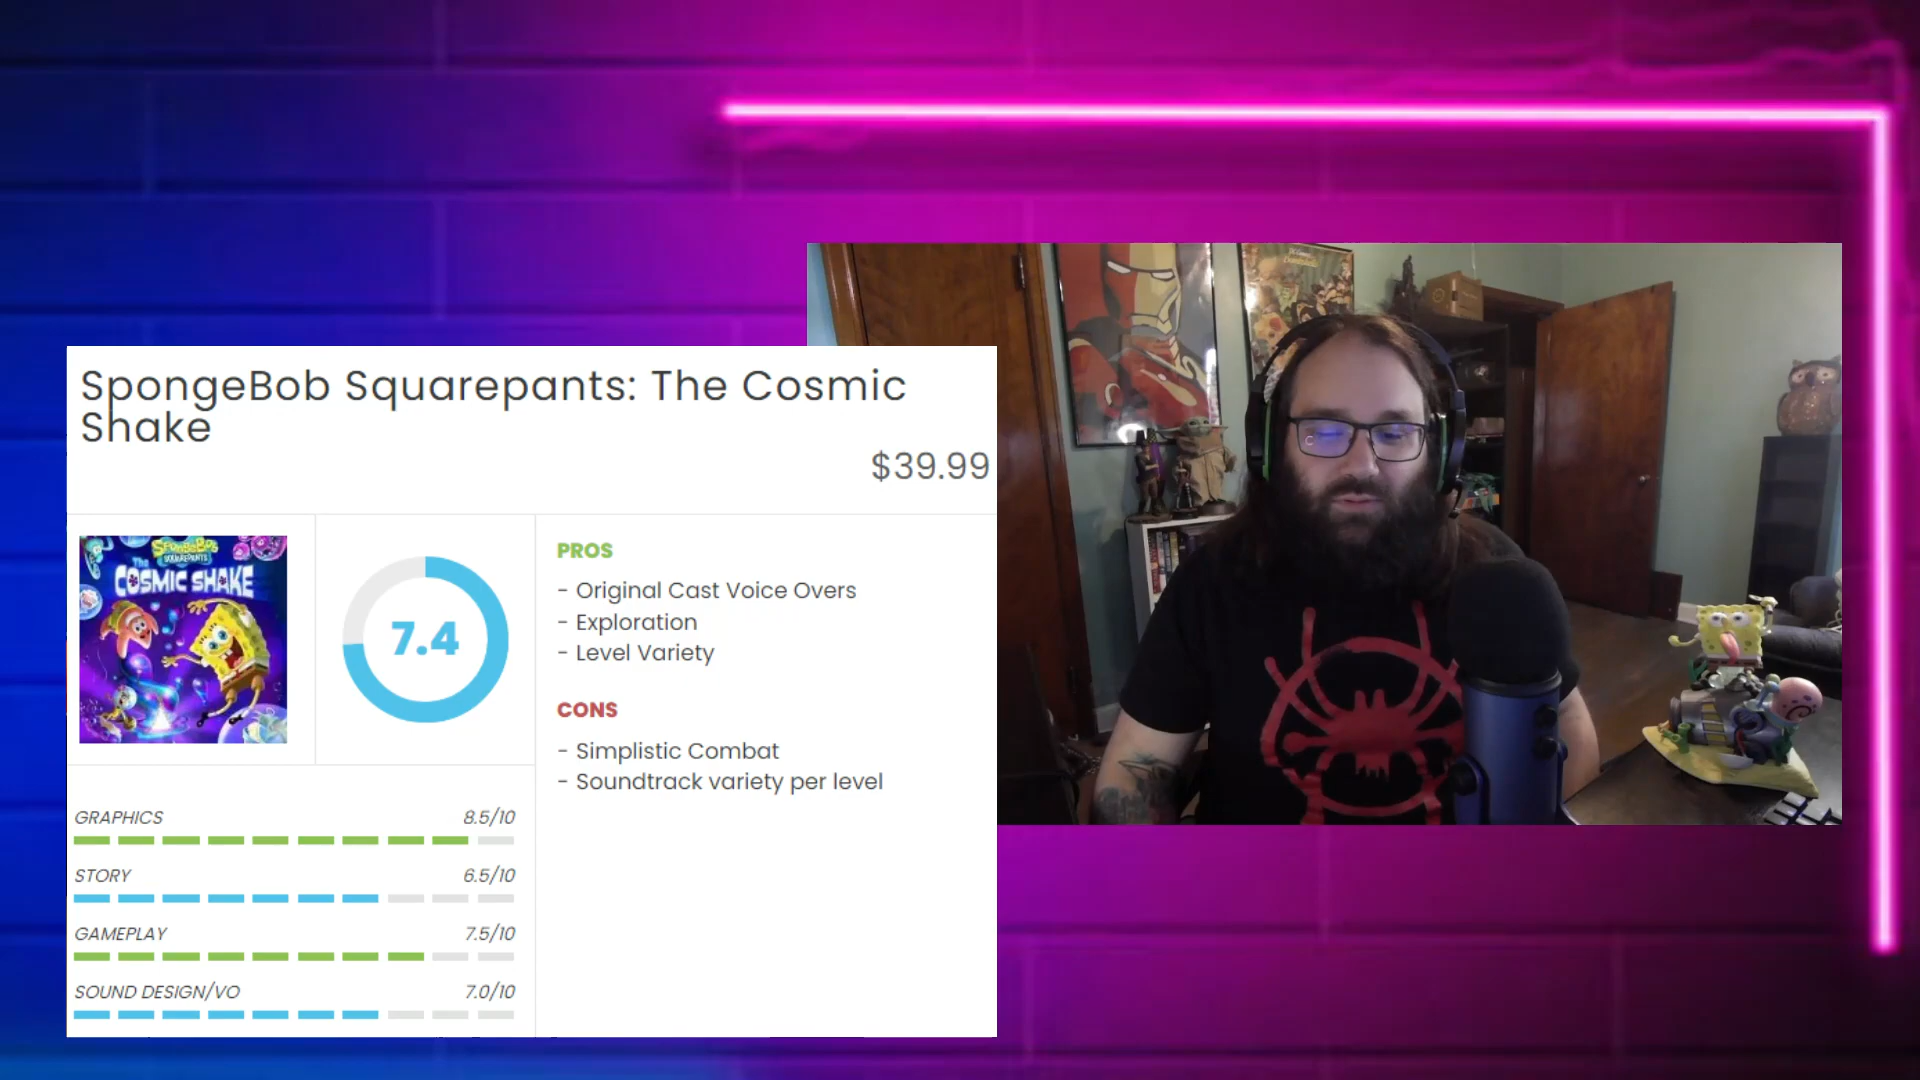 SpongeBob Squarepants: The Cosmic
Shake
$39.99
SpongeBob
SQUAREPANTS
The
COSMIC SHAKE
7.4
PROS
- Original Cast Voice Overs
- Exploration
- Level Variety
CONS
- Simplistic Combat
- Soundtrack variety per level
GRAPHICS 8.5/10
STORY 6.5/10
GAMEPLAY 7.5/10
SOUND DESIGN/VO 7.0/10